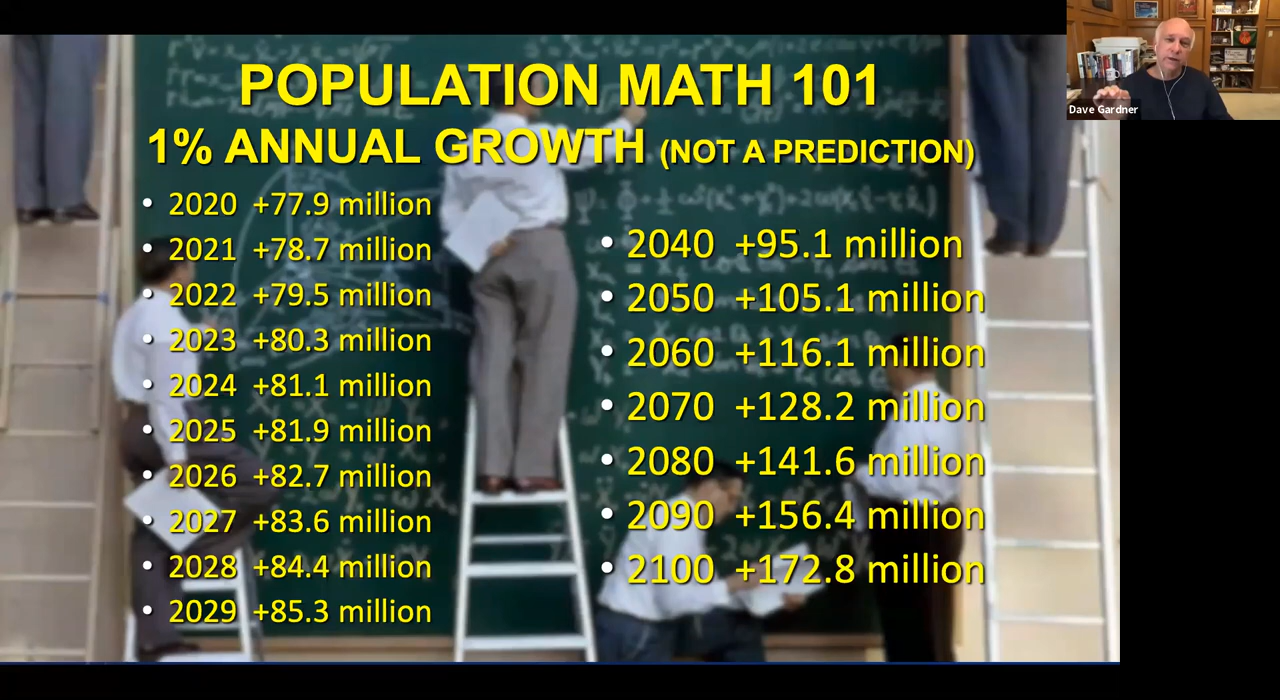 Dave Gardner
POPULATION MATH 101
1% ANNUAL GROWTH (NOT A PREDICTION)
• 2020 +77.9 million
• 2021 +78.7 million
• 2022 +79.5 million
• 2023 +80.3 million
• 2024 +81.1 million
• 2025 +81.9 million
• 2026 +82.7 million
• 2027 +83.6 million
• 2028 +84.4 million
• 2029 +85.3 million
• 2040 +95.1 million
• 2050 +105.1 million
• 2060 +116.1 million
• 2070 +128.2 million
• 2080 +141.6 million
• 2090 +156.4 million
• 2100 +172.8 million